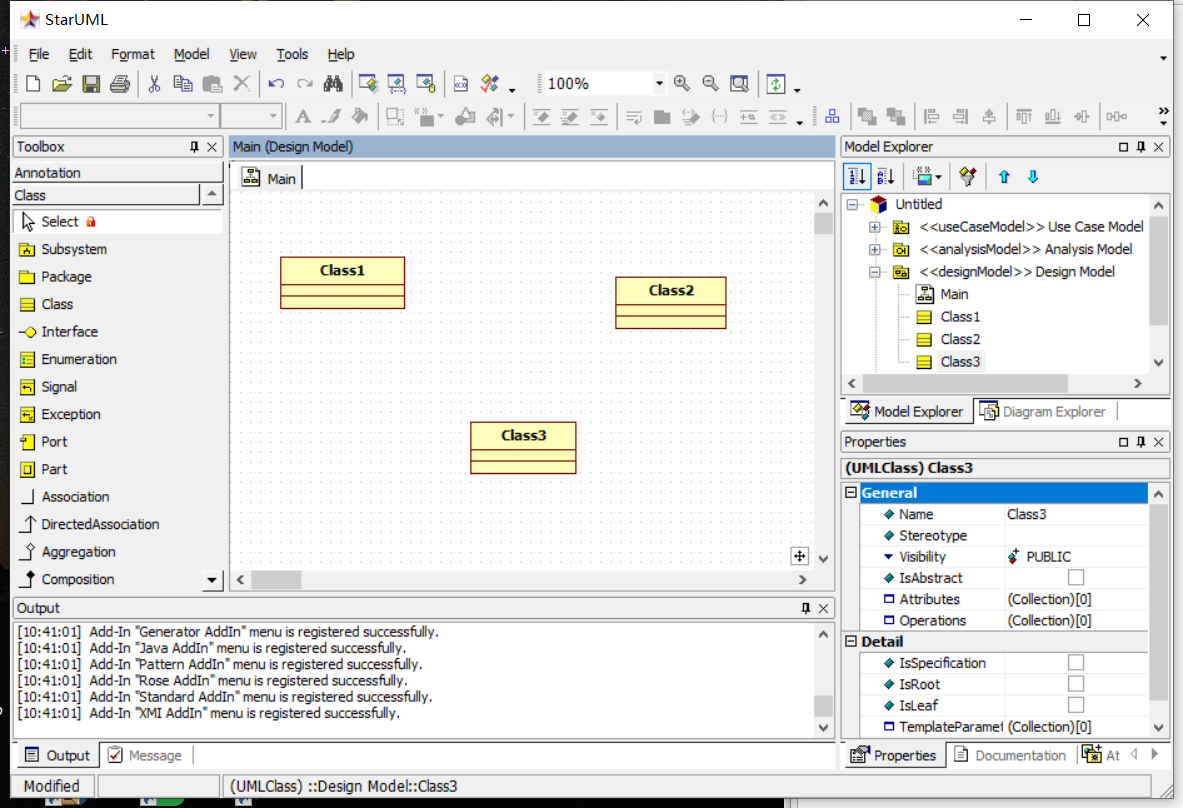 StarUML
File Edit Format Model View Tools Help
100%
Toolbox
Annotation
Class
Select
Subsystem
Package
Class
Interface
Enumeration
Signal
Exception
Port
Part
Association
DirectedAssociation
Aggregation
Composition
Main (Design Model)
Main
Class1
Class2
Class3
Model Explorer
Untitled
<<useCaseModel>> Use Case Model
<<analysisModel>> Analysis Model
<<designModel>> Design Model
Main
Class1
Class2
Class3
Model Explorer Diagram Explorer
Properties
(UMLClass) Class3
General
Name Class3
Stereotype
Visibility PUBLIC
IsAbstract
Attributes (Collection)[0]
Operations (Collection)[0]
Detail
IsSpecification
IsRoot
IsLeaf
TemplateParamet (Collection)[0]
Properties Documentation At
Output
[10:41:01] Add-In "Generator AddIn" menu is registered successfully.
[10:41:01] Add-In "Java AddIn" menu is registered successfully.
[10:41:01] Add-In "Pattern AddIn" menu is registered successfully.
[10:41:01] Add-In "Rose AddIn" menu is registered successfully.
[10:41:01] Add-In "Standard AddIn" menu is registered successfully.
[10:41:01] Add-In "XMI AddIn" menu is registered successfully.
Output Message
Modified
(UMLClass) ::Design Model::Class3